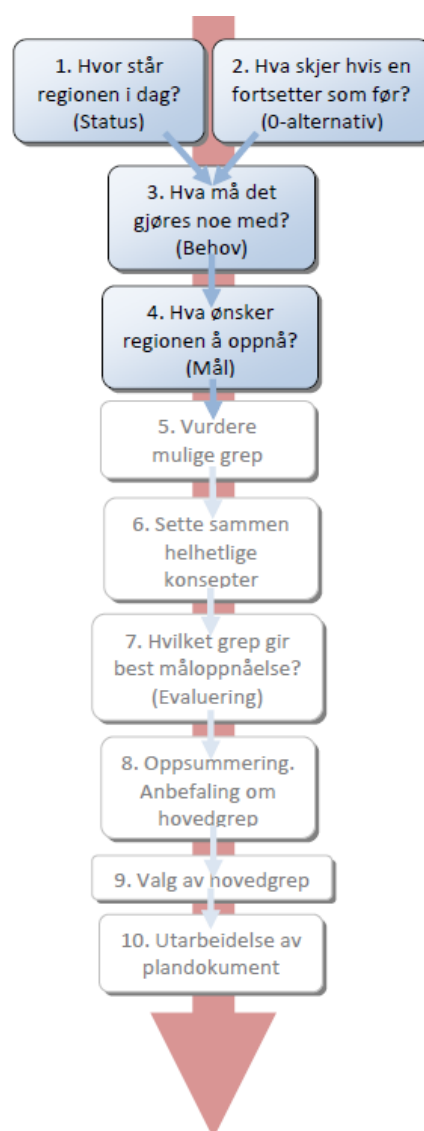 1. Hvor står
regionen i dag?
(Status)
2. Hva skjer hvis en
fortsetter som før?
(0-alternativ)
3. Hva må det
gjøres noe med?
(Behov)
4. Hva ønsker
regionen å oppnå?
(Mål)
5. Vurdere
mulige grep
6. Sette sammen
helhetlige
konsepter
7. Hvilket grep gir
best måloppnåelse?
(Evaluering)
8. Oppsummering.
Anbefaling om
hovedgrep
9. Valg av hovedgrep
10. Utarbeidelse av
plandokument